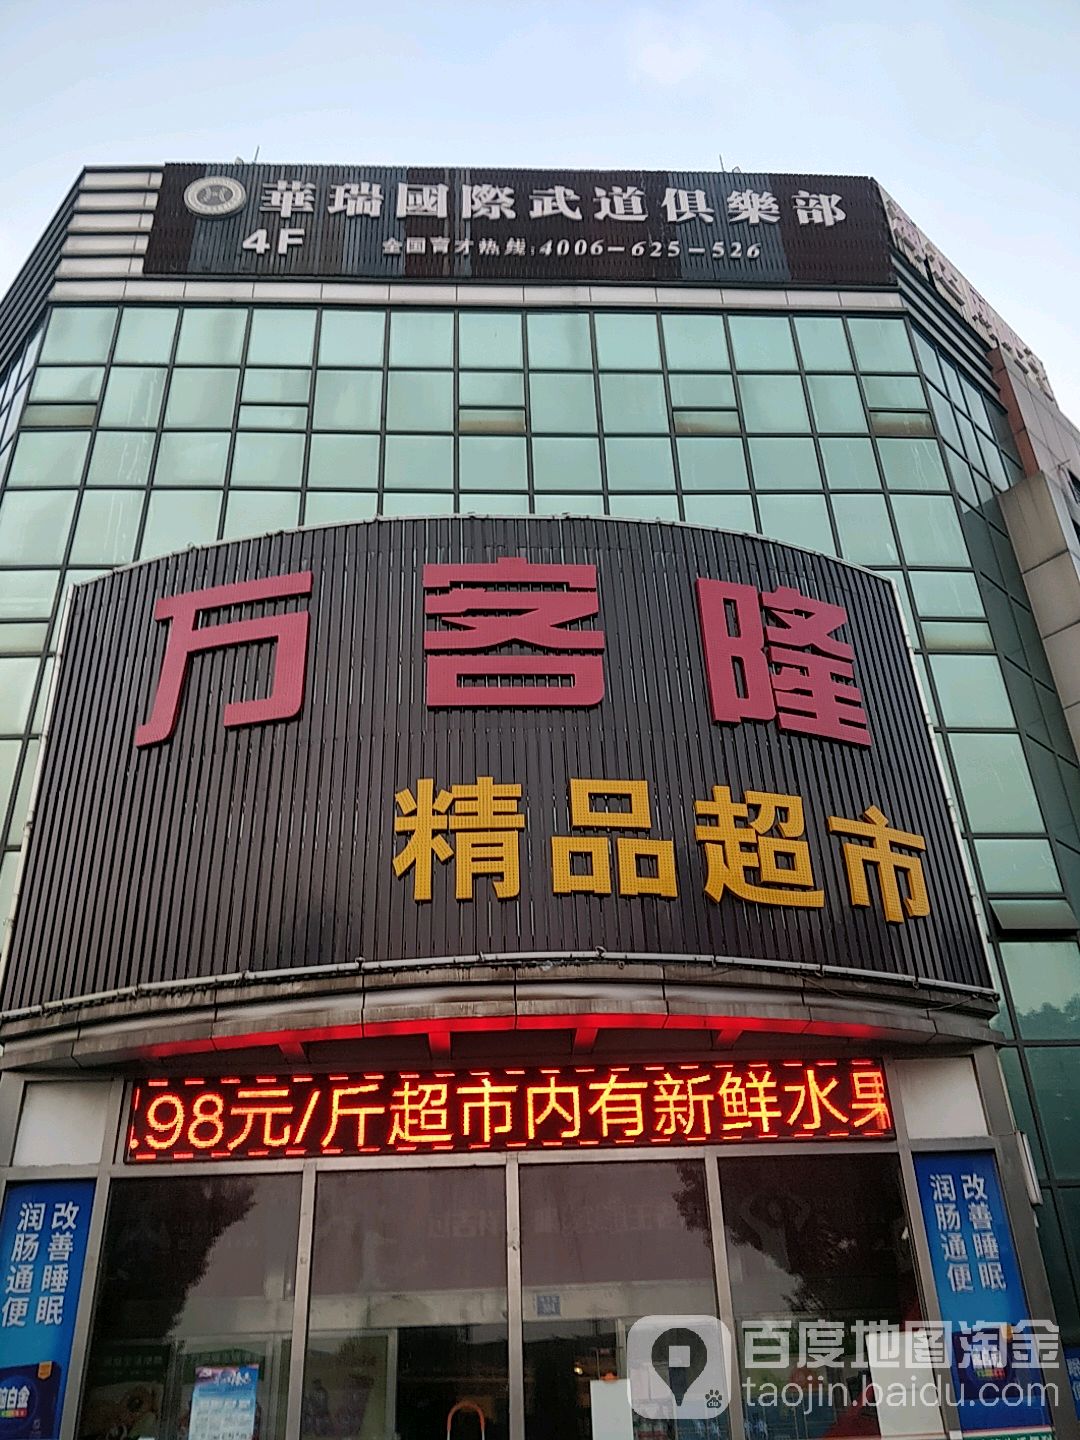 華瑞國際武道俱樂部
4F 全国育才热线:4006-625-526
万客隆
精品超市
.98元/斤超市内有新鲜水果
改善睡眠
润肠通便
改善睡眠
润肠通便
脑白金
百度地图淘金
taojin.baidu.com